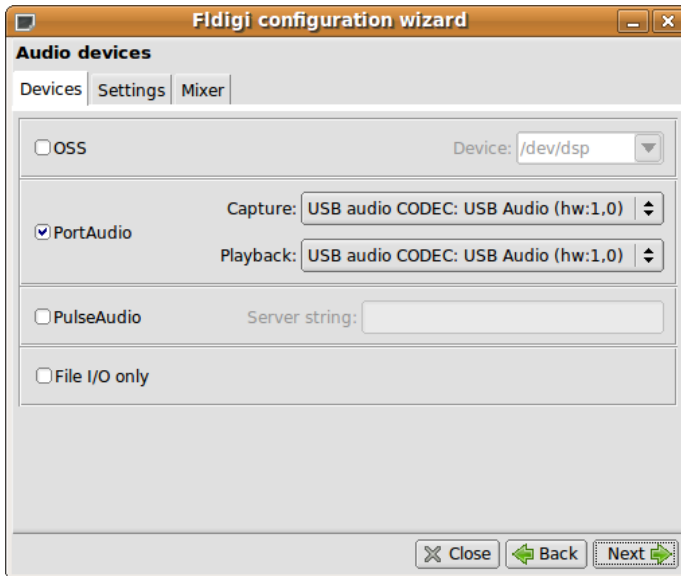 Fldigi configuration wizard
Audio devices
Devices Settings Mixer
OSS Device: /dev/dsp
Capture: USB audio CODEC: USB Audio (hw:1,0)
PortAudio
Playback: USB audio CODEC: USB Audio (hw:1,0)
PulseAudio Server string:
File I/O only
Close Back Next